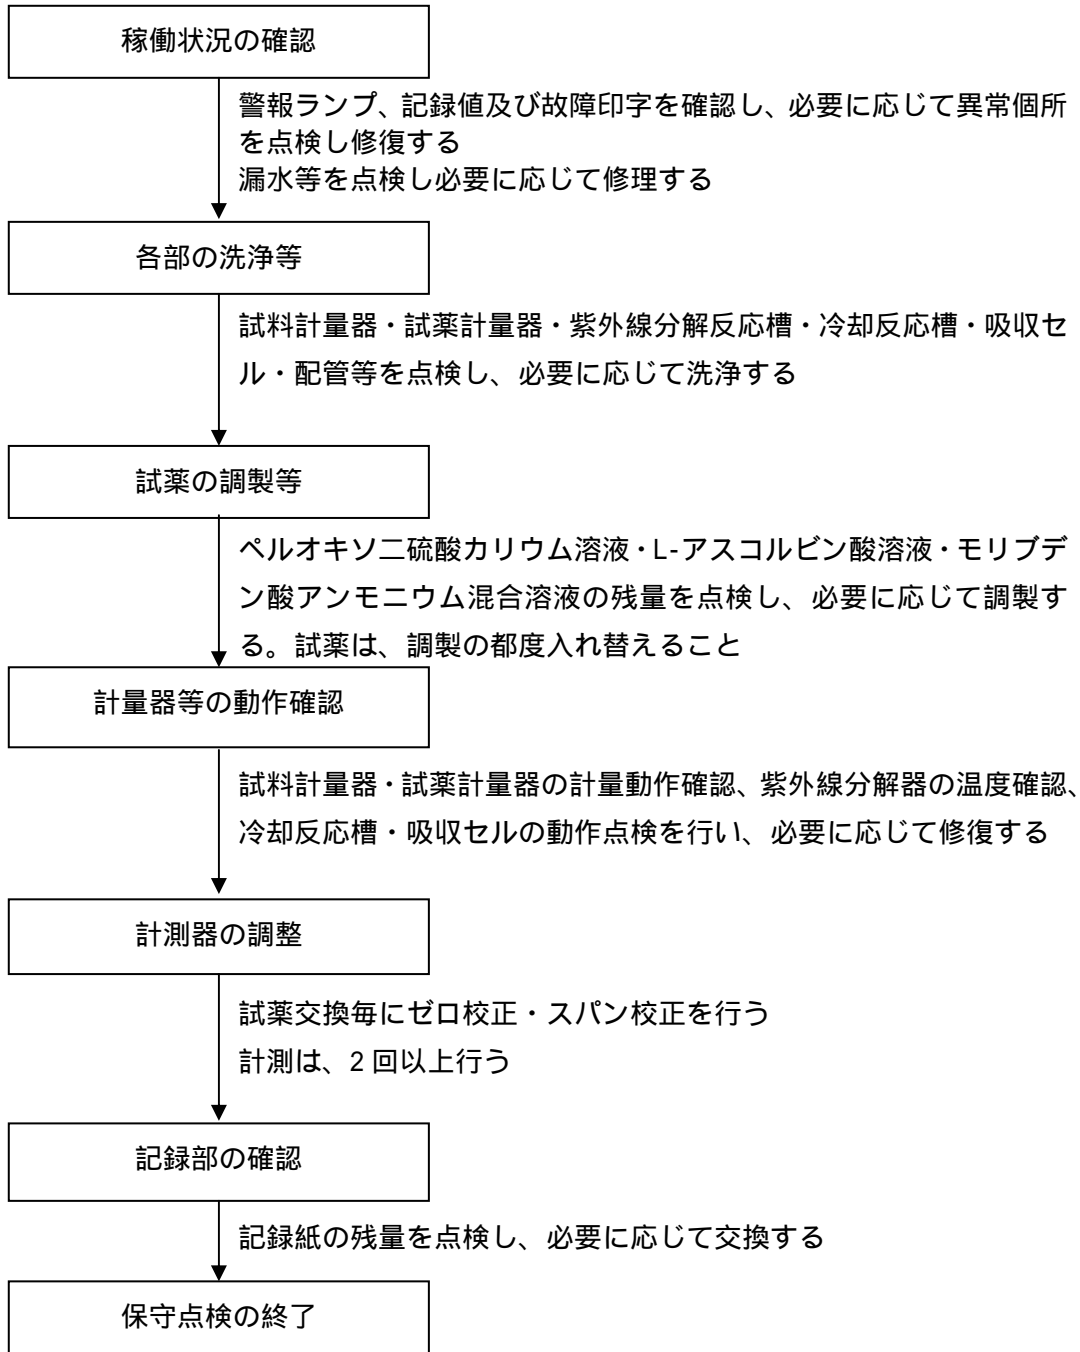 稼働状況の確認
警報ランプ、記録値及び故障印字を確認し、必要に応じて異常個所
を点検し修復する
漏水等を点検し必要に応じて修理する
各部の洗浄等
試料計量器・試薬計量器・紫外線分解反応槽・冷却反応槽・吸収セ
ル・配管等を点検し、必要に応じて洗浄する
試薬の調製等
ペルオキソ二硫酸カリウム溶液・L-アスコルビン酸溶液・モリブデ
ン酸アンモニウム混合溶液の残量を点検し、必要に応じて調製す
る。試薬は、調製の都度入れ替えること
計量器等の動作確認
試料計量器・試薬計量器の計量動作確認、紫外線分解器の温度確認、
冷却反応槽・吸収セルの動作点検を行い、必要に応じて修復する
計測器の調整
試薬交換毎にゼロ校正・スパン校正を行う
計測は、2 回以上行う
記録部の確認
記録紙の残量を点検し、必要に応じて交換する
保守点検の終了